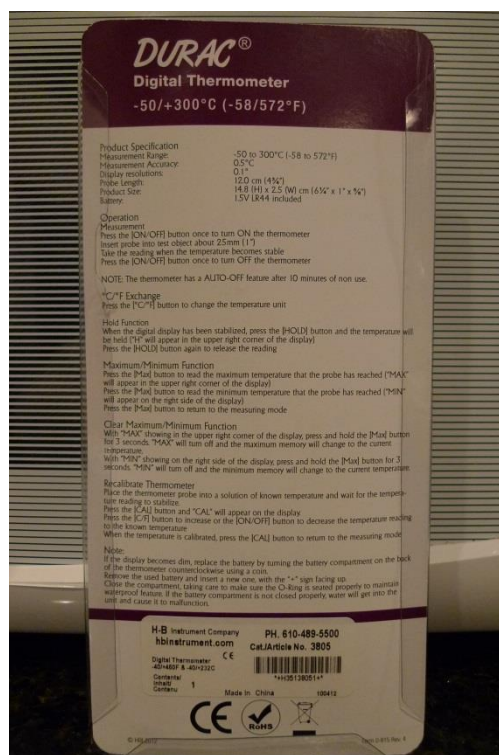 DURAC®
Digital Thermometer
-50/+300°C (-58/572°F)
Product Specification
Measurement Range: -50 to 300°C (-58 to 572°F)
Measurement Accuracy: 0.5°C
Display resolutions: 0.1°
Probe Length: 12.0 cm (4¾")
Product Size: 14.8 (H) x 2.5 (W) cm
Battery: 1.5V LR44 included
Operation
Measurement
Press the [ON/OFF] button once to turn ON the thermometer
Insert probe into test object about 25mm (1")
Take the reading when the temperature becomes stable
Press the [ON/OFF] button once to turn OFF the thermometer
NOTE: The thermometer has a AUTO-OFF feature after 10 minutes of non use.
°C/°F Exchange
Press the [°C/°F] button to change the temperature unit
Hold Function
When the digital display has been stabilized, press the [HOLD] button and the temperature will
be held ("H" will appear in the upper right corner of the display)
Press the [HOLD] button again to release the reading
Maximum/Minimum Function
Press the [Max] button to read the maximum temperature that the probe has reached ("MAX"
will appear in the upper right corner of the display)
Press the [Max] button to read the minimum temperature that the probe has reached ("MIN"
will appear on the right side of the display)
Press the [Max] button to return to the measuring mode
Clear Maximum/Minimum Function
With "MAX" showing in the upper right corner of the display, press and hold the [Max] button
for 3 seconds. "MAX" will turn off and the maximum memory will change to the current
temperature.
With "MIN" showing on the right side of the display, press and hold the [Max] button for 3
seconds. "MIN" will turn off and the minimum memory will change to the current temperature.
Recalibrate Thermometer
Place the thermometer probe into a solution of known temperature and wait for the tempera-
ture reading to stabilize.
Press the [CAL] button and "CAL" will appear on the display
Press the [C/F] button to increase or the [ON/OFF] button to decrease the temperature reading
to the known temperature
When the temperature is calibrated, press the [CAL] button to return to the measuring mode
Note:
If the display becomes dim, replace the battery by turning the battery compartment on the back
of the thermometer counterclockwise using a coin.
Remove the used battery and insert a new one, with the "+" sign facing up.
Close the compartment, taking care to make sure the O-Ring is seated properly to maintain
waterproof feature. If the battery compartment is not closed properly, water will get into the
unit and cause it to malfunction.
H-B Instrument Company PH. 610-489-5500
hbinstrument.com Cat./Article No. 3805
Digital Thermometer CE
-40/+450F & -40/+232C
Contents/
Inhalt/ 1
Contenu
*+H35138051+*
Made in China 100412
CE RoHS